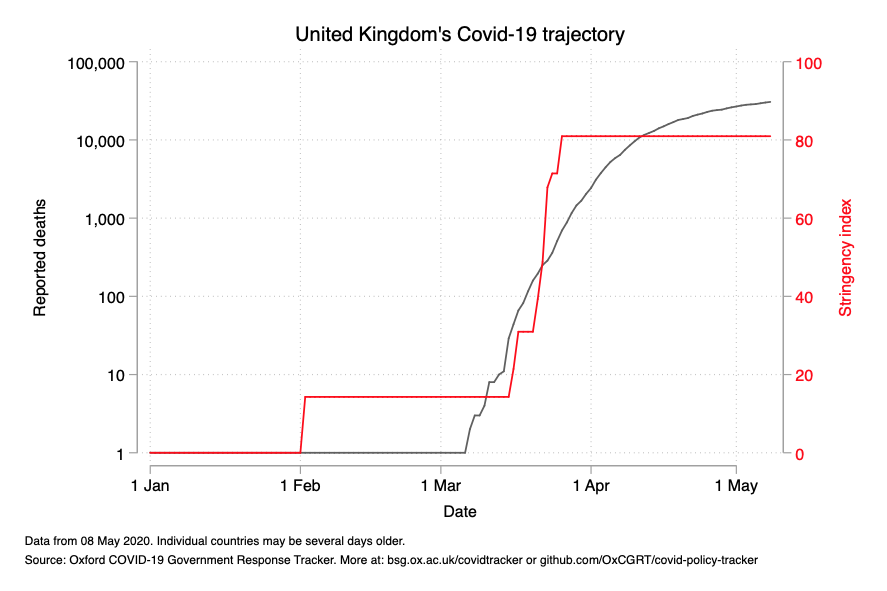 United Kingdom's Covid-19 trajectory
100,000
10,000
1,000
100
10
1
Reported deaths
100
80
60
40
20
0
Stringency index
1 Jan
1 Feb
1 Mar
1 Apr
1 May
Date
Data from 08 May 2020. Individual countries may be several days older.
Source: Oxford COVID-19 Government Response Tracker. More at: bsg.ox.ac.uk/covidtracker or github.com/OxCGRT/covid-policy-tracker